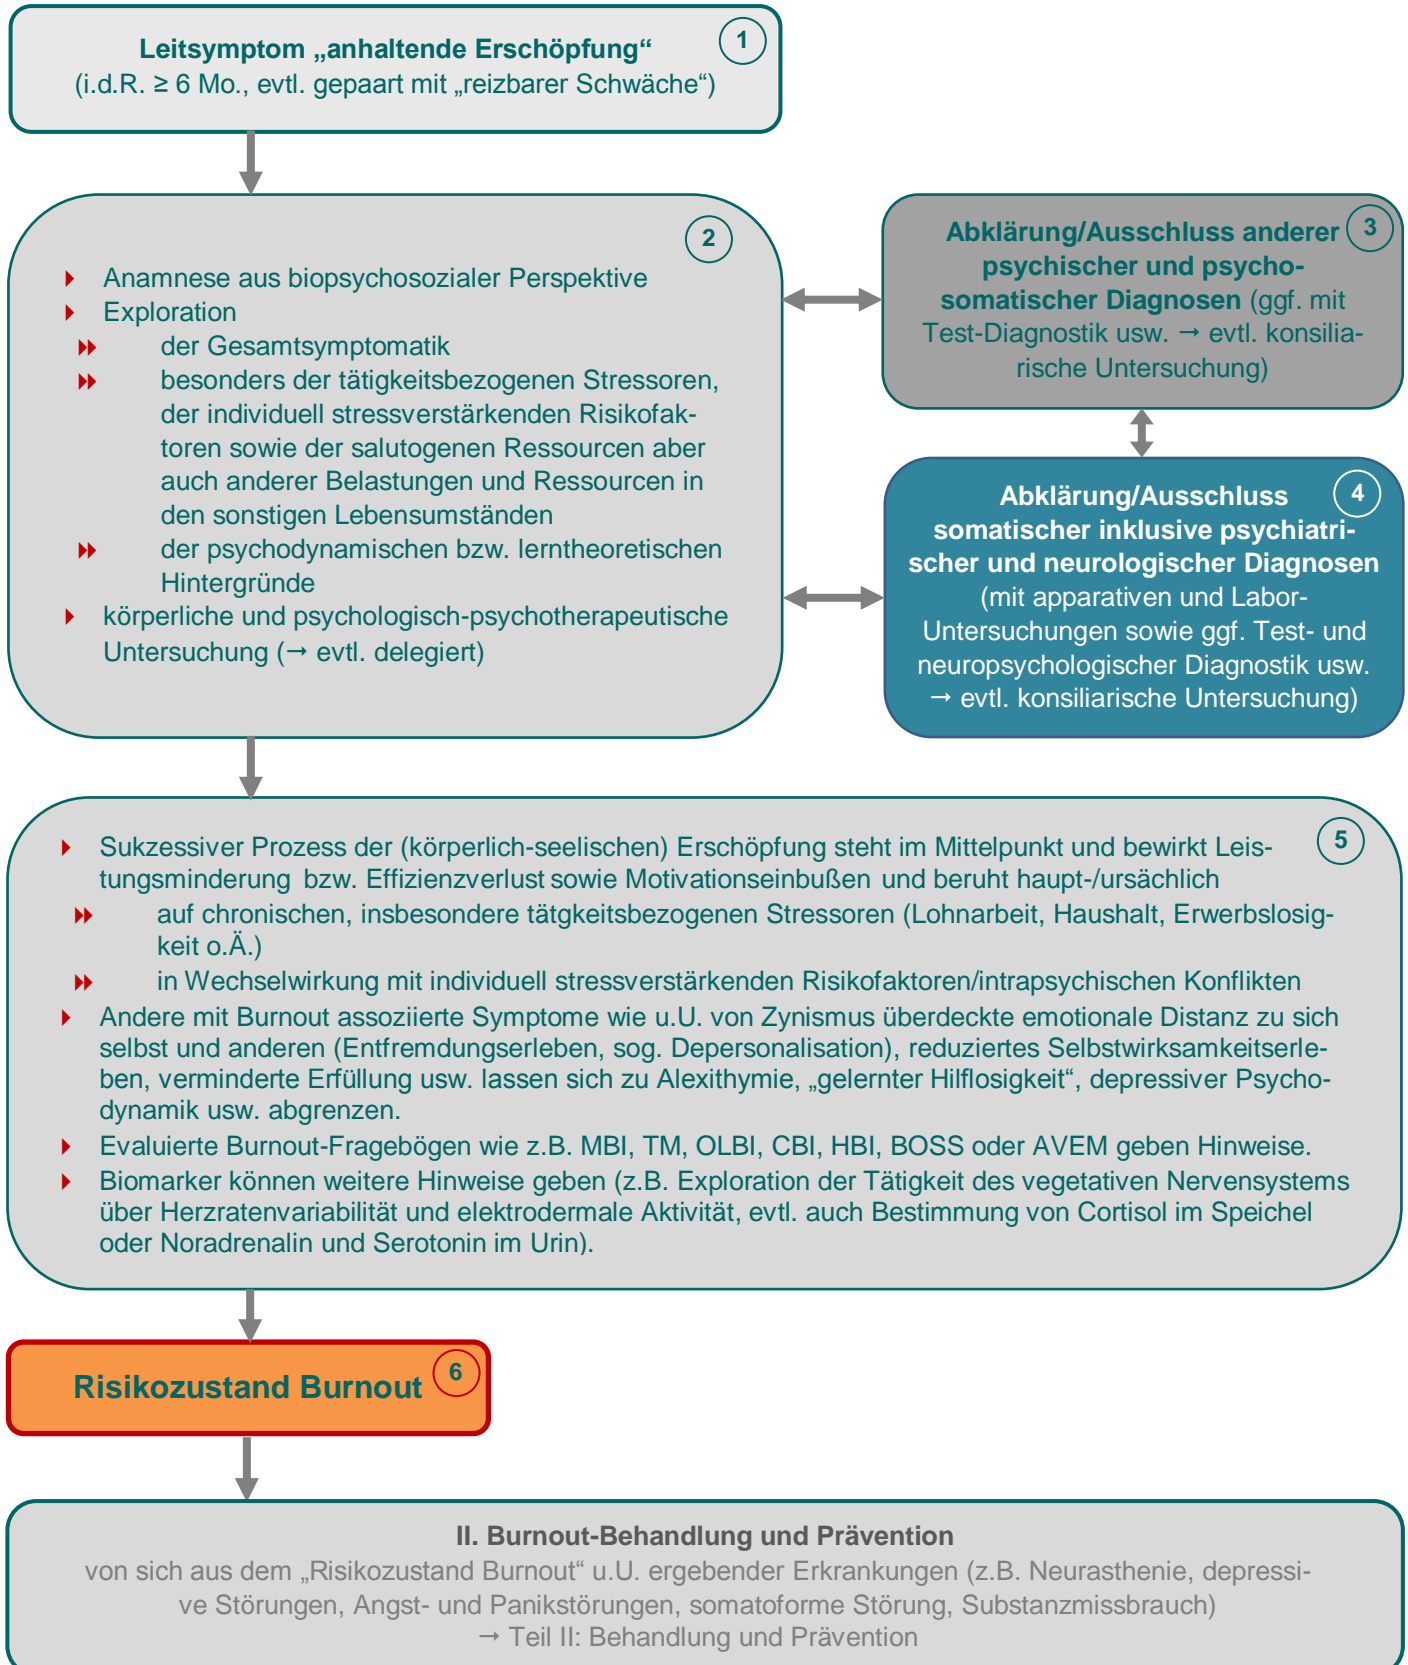 Leitsymptom „anhaltende Erschöpfung“
1
(i.d.R. ≥ 6 Mo., evtl. gepaart mit „reizbarer Schwäche“)
2
Anamnese aus biopsychosozialer Perspektive
Exploration
der Gesamtsymptomatik
besonders der tätigkeitsbezogenen Stressoren,
der individuell stressverstärkenden Risikofak-
toren sowie der salutogenen Ressourcen aber
auch anderer Belastungen und Ressourcen in
den sonstigen Lebensumständen
der psychodynamischen bzw. lerntheoretischen
Hintergründe
körperliche und psychologisch-psychotherapeutische
Untersuchung (→ evtl. delegiert)
Abklärung/Ausschluss anderer
3
psychischer und psycho-
somatischer Diagnosen (ggf. mit
Test-Diagnostik usw. → evtl. konsilia-
rische Untersuchung)
Abklärung/Ausschluss
4
somatischer inklusive psychiatri-
scher und neurologischer Diagnosen
(mit apparativen und Labor-
Untersuchungen sowie ggf. Test- und
neuropsychologischer Diagnostik usw.
→ evtl. konsiliarische Untersuchung)
5
Sukzessiver Prozess der (körperlich-seelischen) Erschöpfung steht im Mittelpunkt und bewirkt Leis-
tungsminderung bzw. Effizienzverlust sowie Motivationseinbußen und beruht haupt-/ursächlich
auf chronischen, insbesondere tätgkeitsbezogenen Stressoren (Lohnarbeit, Haushalt, Erwerbslosig-
keit o.Ä.)
in Wechselwirkung mit individuell stressverstärkenden Risikofaktoren/intrapsychischen Konflikten
Andere mit Burnout assoziierte Symptome wie u.U. von Zynismus überdeckte emotionale Distanz zu sich
selbst und anderen (Entfremdungserleben, sog. Depersonalisation), reduziertes Selbstwirksamkeitserle-
ben, verminderte Erfüllung usw. lassen sich zu Alexithymie, „gelernter Hilflosigkeit“, depressiver Psycho-
dynamik usw. abgrenzen.
Evaluierte Burnout-Fragebögen wie z.B. MBI, TM, OLBI, CBI, HBI, BOSS oder AVEM geben Hinweise.
Biomarker können weitere Hinweise geben (z.B. Exploration der Tätigkeit des vegetativen Nervensystems
über Herzratenvariabilität und elektrodermale Aktivität, evtl. auch Bestimmung von Cortisol im Speichel
oder Noradrenalin und Serotonin im Urin).
Risikozustand Burnout
6
II. Burnout-Behandlung und Prävention
von sich aus dem „Risikozustand Burnout“ u.U. ergebender Erkrankungen (z.B. Neurasthenie, depressi-
ve Störungen, Angst- und Panikstörungen, somatoforme Störung, Substanzmissbrauch)
→ Teil II: Behandlung und Prävention